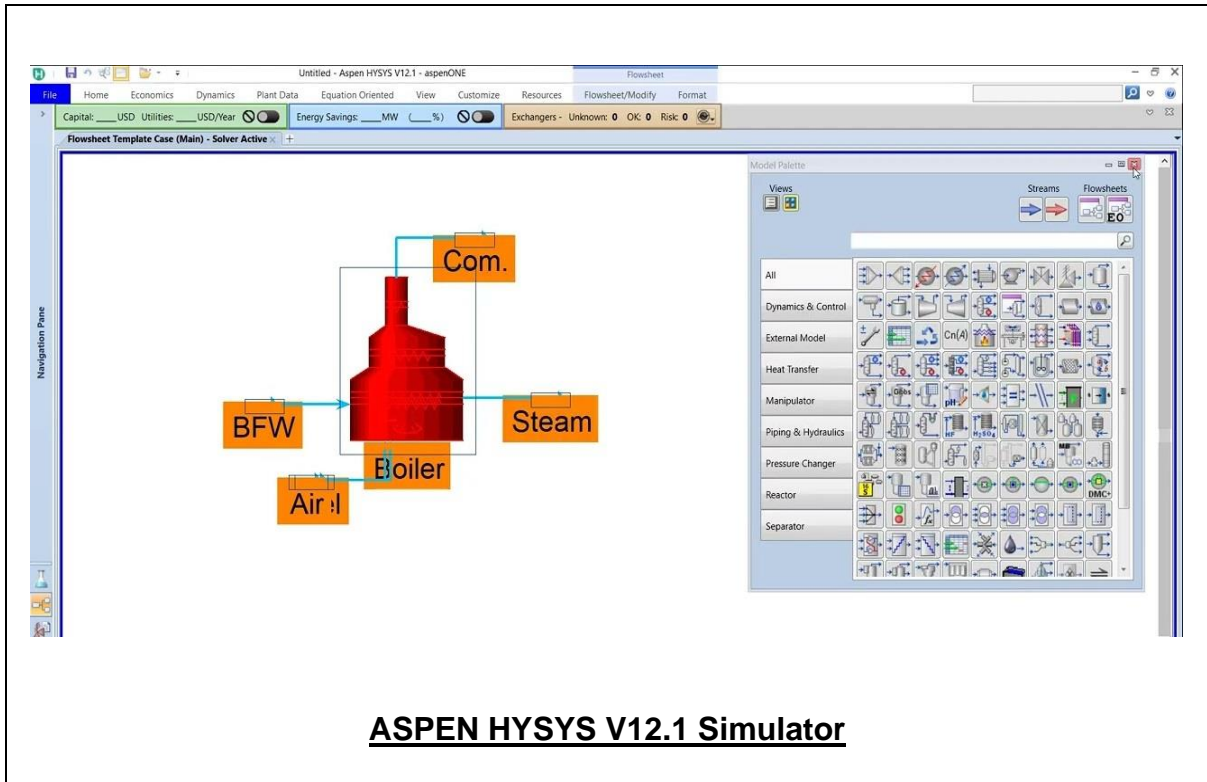 Untitled - Aspen HYSYS V12.1 - aspenONE
Flowsheet
File Home Economics Dynamics Plant Data Equation Oriented View Customize Resources Flowsheet/Modify Format
Capital: ____USD Utilities: ____USD/Year Energy Savings: ____MW (____%) Exchangers - Unknown: 0 OK: 0 Risk: 0
Flowsheet Template Case (Main) - Solver Active
Model Palette
Views Streams Flowsheets
EO
Com.
All
Dynamics & Control
Navigation Pane
External Model
Cn(A)
Heat Transfer
Manipulator
pH
BFW
Steam
Piping & Hydraulics
HF H₂SO₄
Boiler
Pressure Changer
Air
Reactor
DMC+
Separator
ASPEN HYSYS V12.1 Simulator